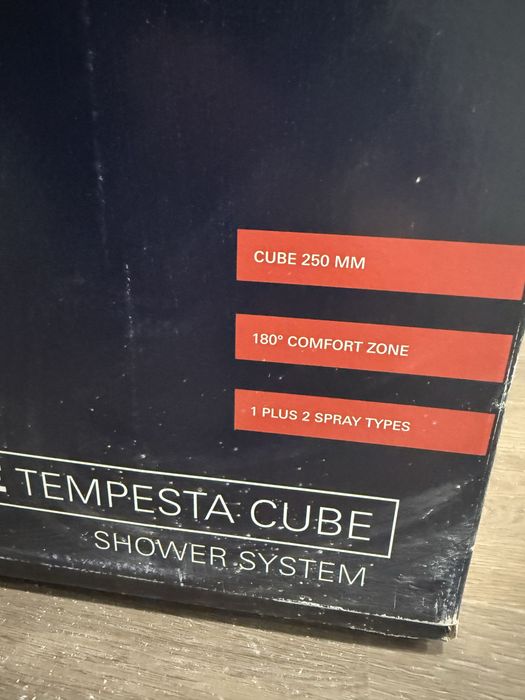 CUBE 250 MM
180° COMFORT ZONE
1 PLUS 2 SPRAY TYPES
TEMPESTA CUBE
SHOWER SYSTEM